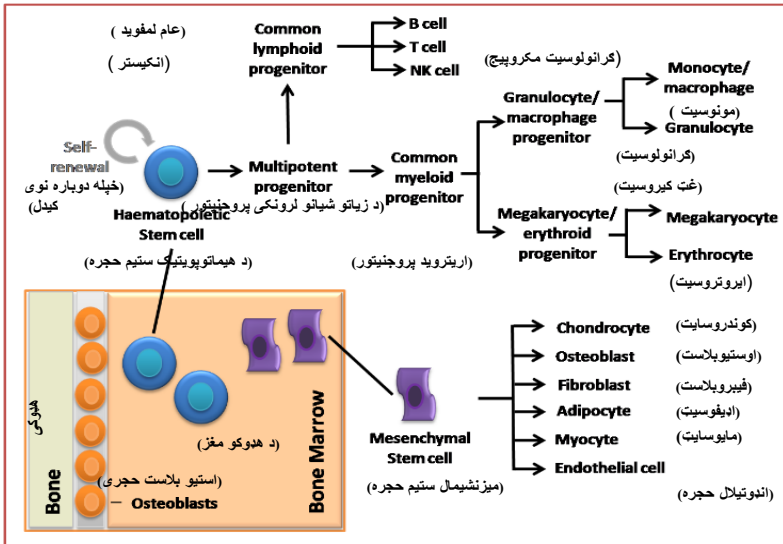 (عام لمفوید )
(انکیستر )
Common
lymphoid
progenitor
B cell
T cell
NK cell
(گرانولوسیت مکروپیچ)
Granulocyte/
macrophage
progenitor
Monocyte/
macrophage
(مونوسیت )
Granulocyte
(گرانولوسیت)
Self-
renewal
(خپله دوباره نوی
کیدل)
Haematopoietic
Stem cell
(د هیماتوپویتیک ستیم حجره)
Multipotent
progenitor
(د زیاتو شیانو لرونکی پروجنیتور )
Common
myeloid
progenitor
(غټ کیروسیت)
Megakaryocyte/
erythroid
progenitor
(اریتروید پروجنیتور)
Megakaryocyte
Erythrocyte
(ایروتروسیت)
هډوکی
Bone
(د هډوکو مغز)
Bone Marrow
(استیو بلاست حجری)
Osteoblasts
Mesenchymal
Stem cell
(میزنشیمال ستیم حجره)
Chondrocyte (کوندروسایت)
Osteoblast (اوستیوبلاست)
Fibroblast (فیبروبلاست)
Adipocyte (اډیفوسیټ)
Myocyte (مایوسایټ)
Endothelial cell
(اندوتیلال حجره)